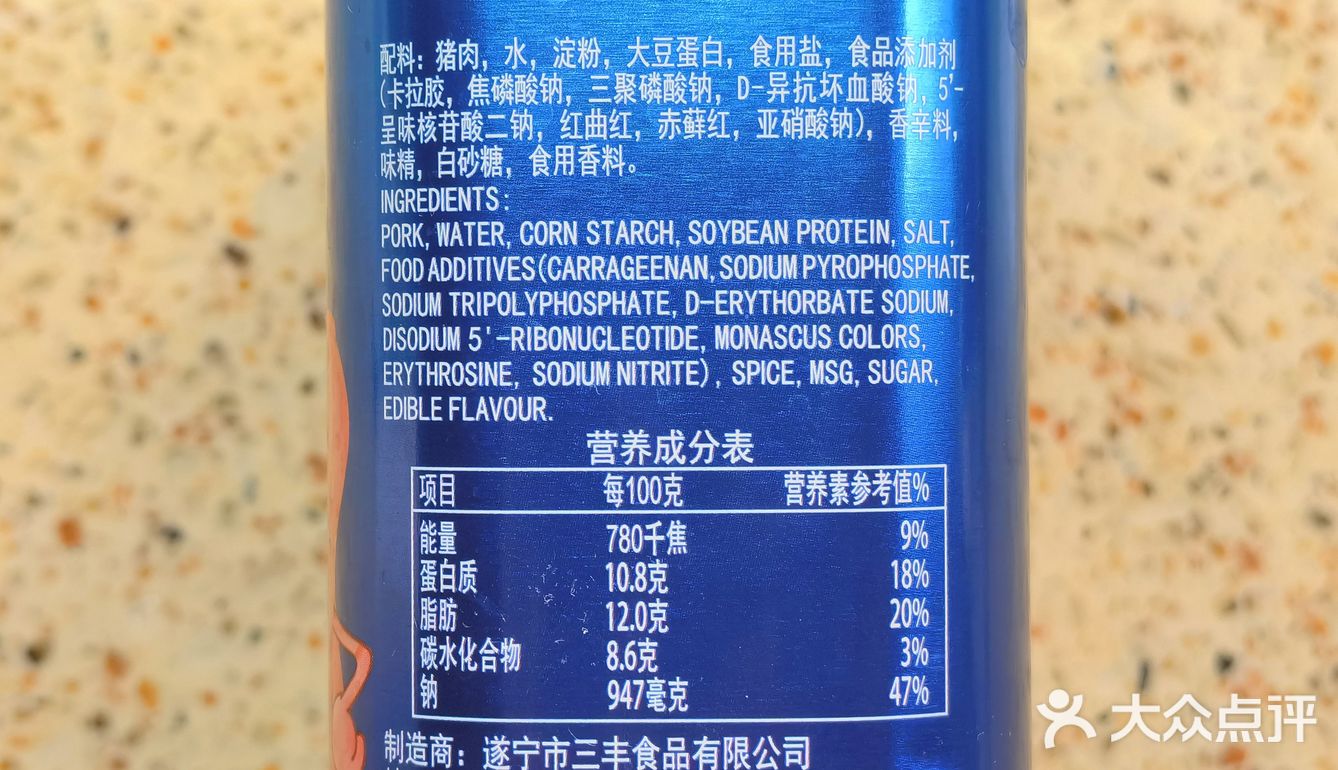 配料：猪肉，水，淀粉，大豆蛋白，食用盐，食品添加剂
（卡拉胶，焦磷酸钠，三聚磷酸钠，D-异抗坏血酸钠，5'-
呈味核苷酸二钠，红曲红，赤藓红，亚硝酸钠），香辛料，
味精，白砂糖，食用香料。
INGREDIENTS:
PORK, WATER, CORN STARCH, SOYBEAN PROTEIN, SALT,
FOOD ADDITIVES(CARRAGEENAN, SODIUM PYROPHOSPHATE,
SODIUM TRIPOLYPHOSPHATE, D-ERYTHORBATE SODIUM,
DISODIUM 5'-RIBONUCLEOTIDE, MONASCUS COLORS,
ERYTHROSINE, SODIUM NITRITE), SPICE, MSG, SUGAR,
EDIBLE FLAVOUR.
营养成分表
项目 每100克 营养素参考值%
能量 780千焦 9%
蛋白质 10.8克 18%
脂肪 12.0克 20%
碳水化合物 8.6克 3%
钠 947毫克 47%
制造商：遂宁市三丰食品有限公司
大众点评